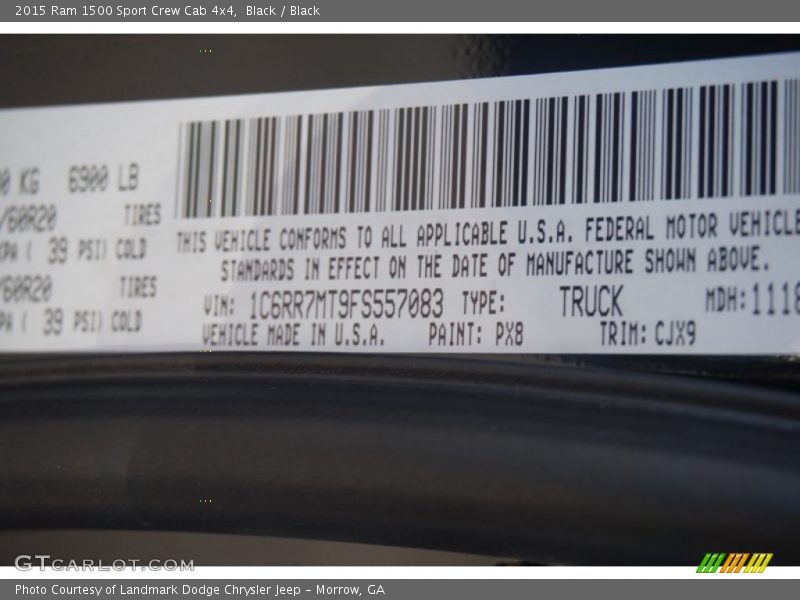 2015 Ram 1500 Sport Crew Cab 4x4, Black / Black
KG 6900 LB
/60R20 TIRES
KPA ( 39 PSI) COLD
/60R20 TIRES
( 39 PSI) COLD
THIS VEHICLE CONFORMS TO ALL APPLICABLE U.S.A. FEDERAL MOTOR VEHICLE
STANDARDS IN EFFECT ON THE DATE OF MANUFACTURE SHOWN ABOVE.
VIN: 1C6RR7MT9FS557083 TYPE: TRUCK MDH: 1118
VEHICLE MADE IN U.S.A. PAINT: PX8 TRIM: CJX9
GTCARLOT.COM
Photo Courtesy of Landmark Dodge Chrysler Jeep – Morrow, GA